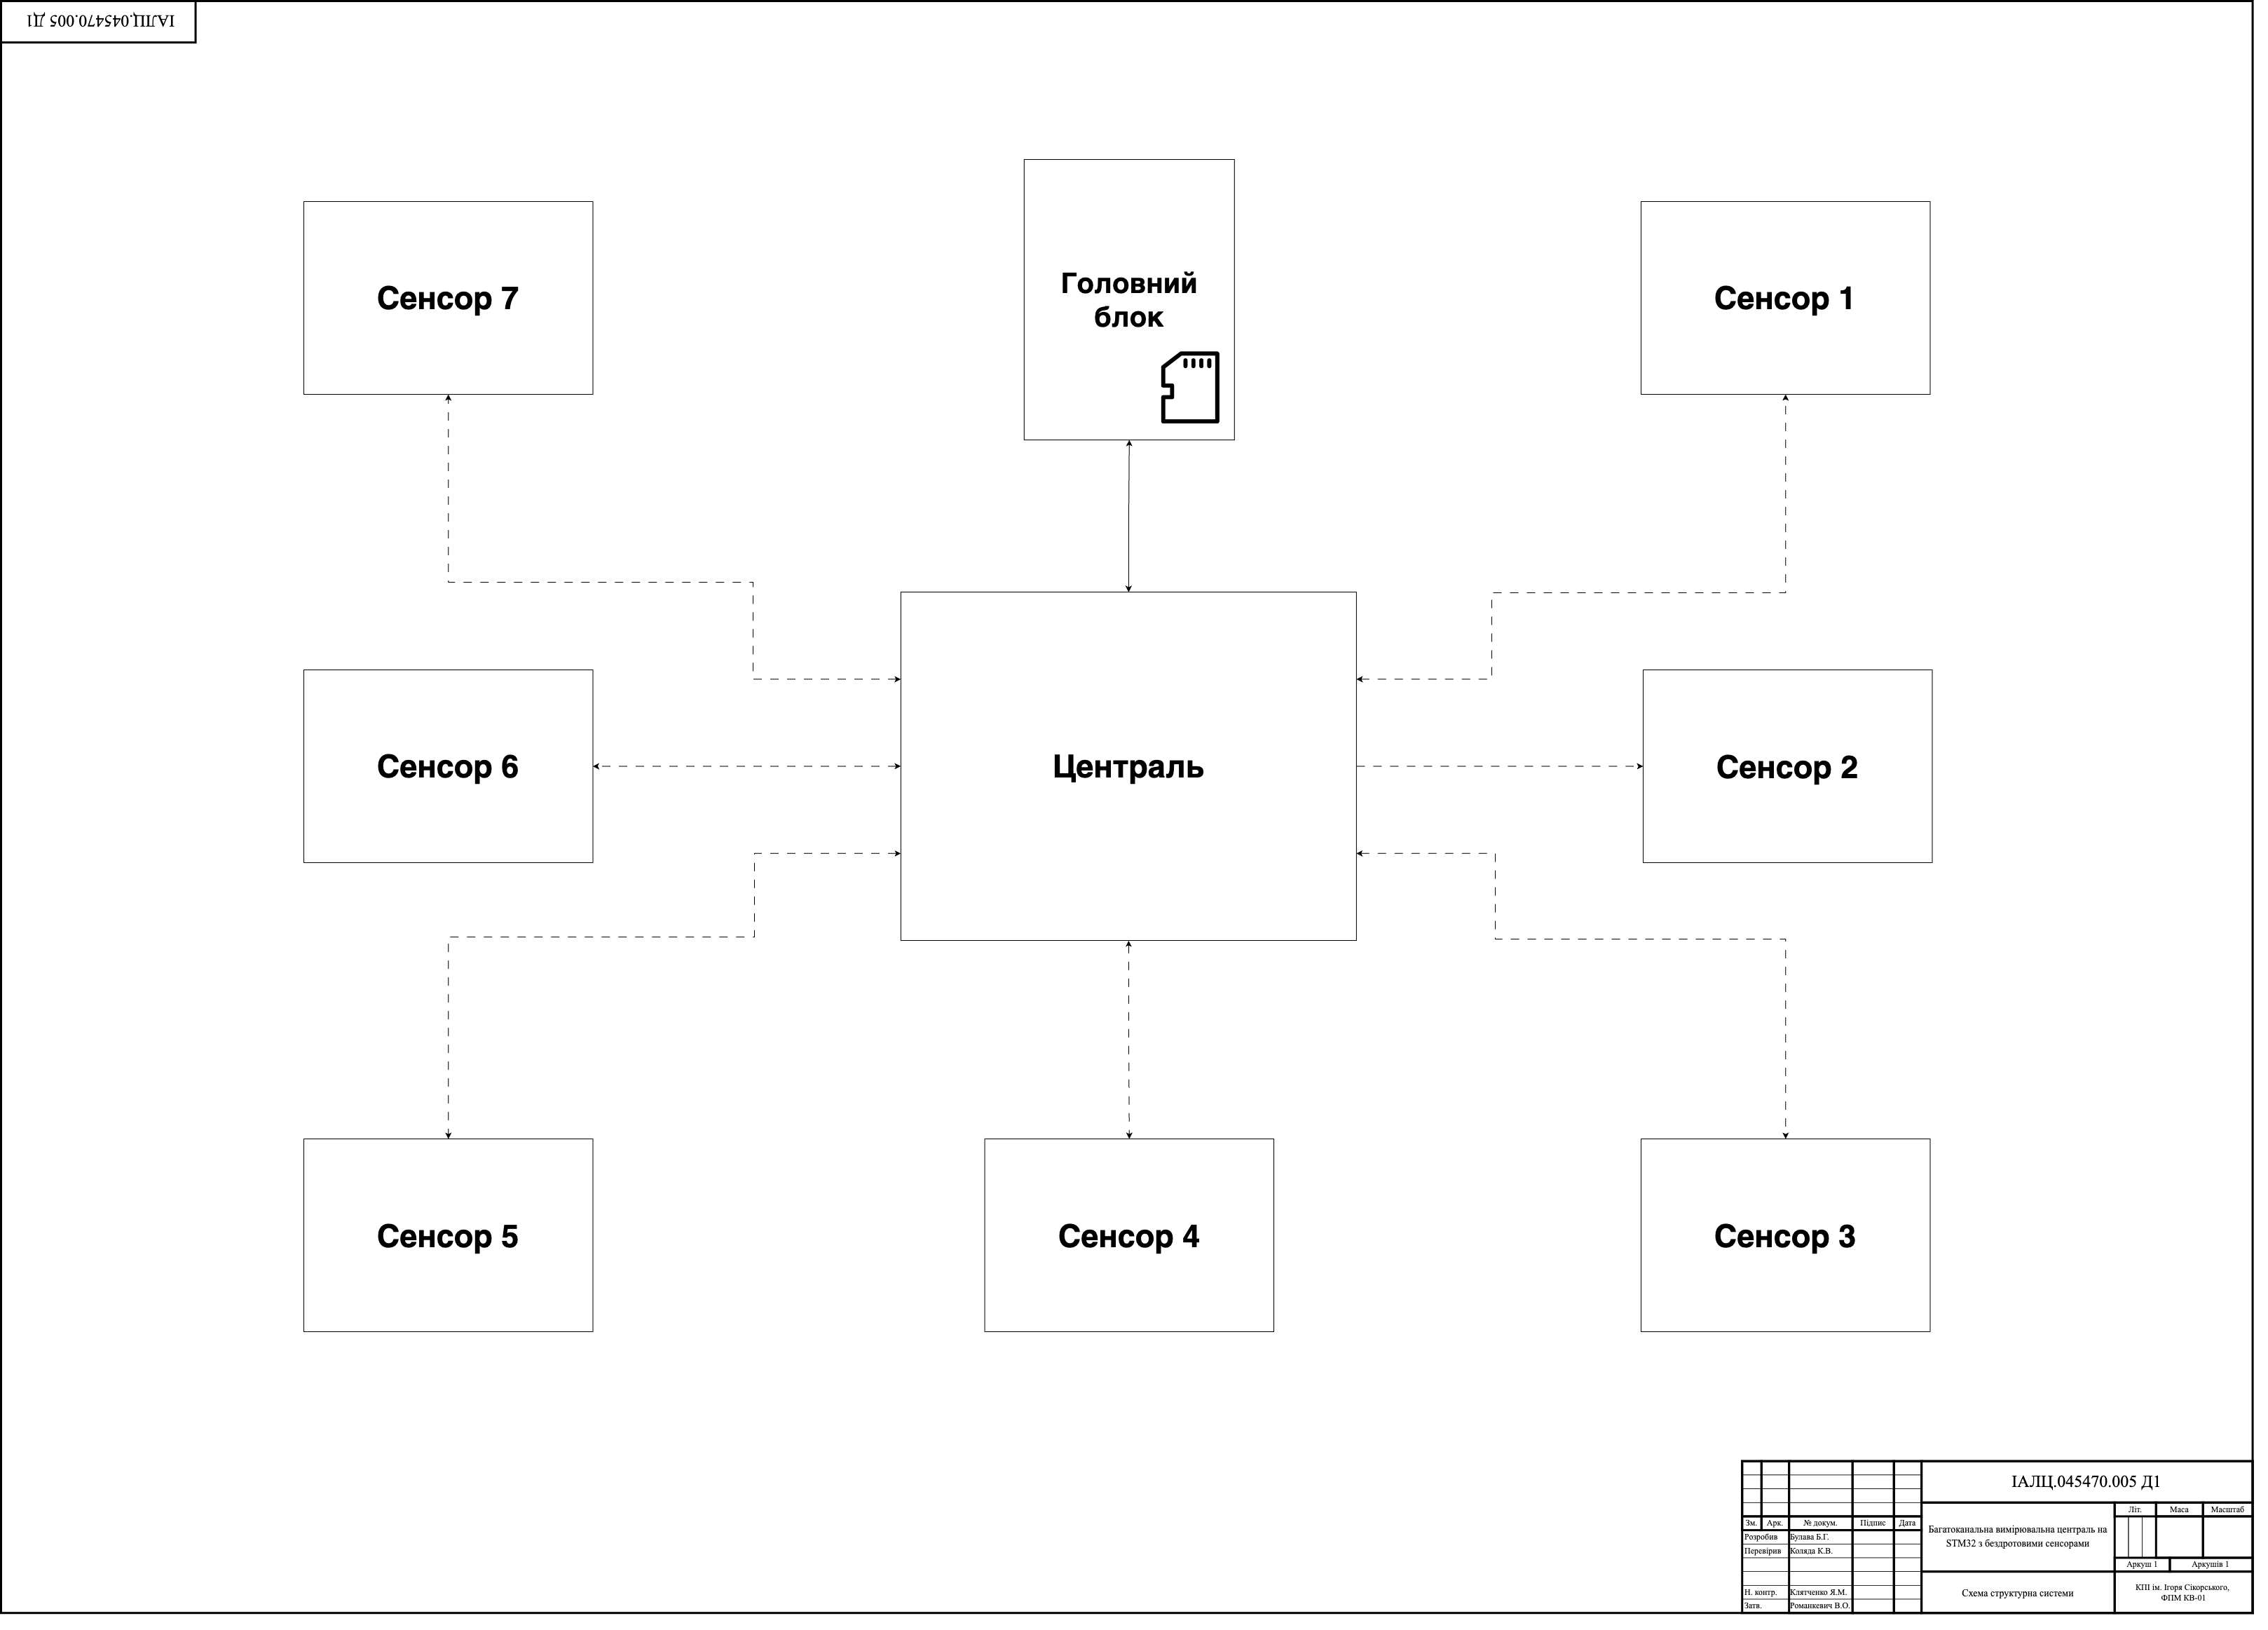 ІАЛЦ.045470.005 Д1
Головний
блок
Сенсор 7
Сенсор 1
Сенсор 6
Централь
Сенсор 2
Сенсор 5
Сенсор 4
Сенсор 3
ІАЛЦ.045470.005 Д1
Літ. Маса Масштаб
Зм. Арк. № докум. Підпис Дата
Багатоканальна вимірювальна централь на
STM32 з бездротовими сенсорами
Розробив Булава Б.Г.
Перевірив Коляда К.В.
Аркуш 1 Аркушів 1
Н. контр. Клятченко Я.М.
Затв. Романкевич В.О.
Схема структурна системи
КПІ ім. Ігоря Сікорського,
ФПМ КВ-01